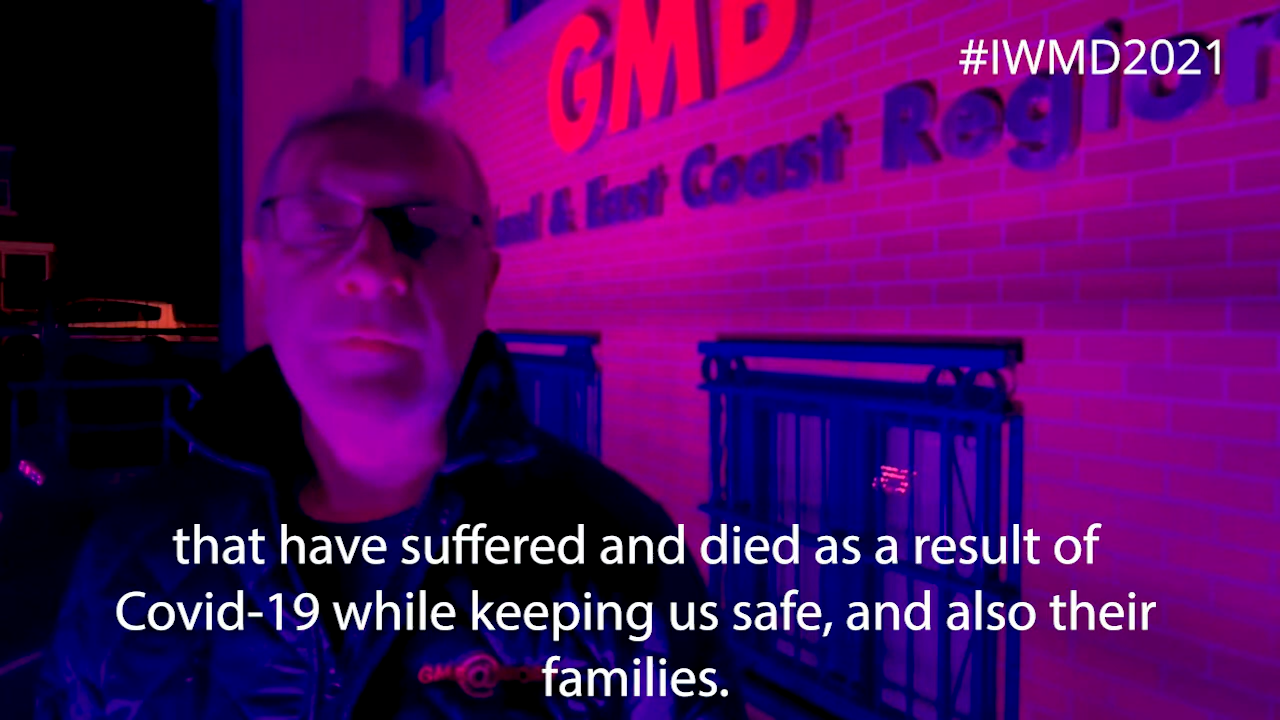 #IWMD2021
GMB
& East Coast Region
that have suffered and died as a result of
Covid-19 while keeping us safe, and also their
families.